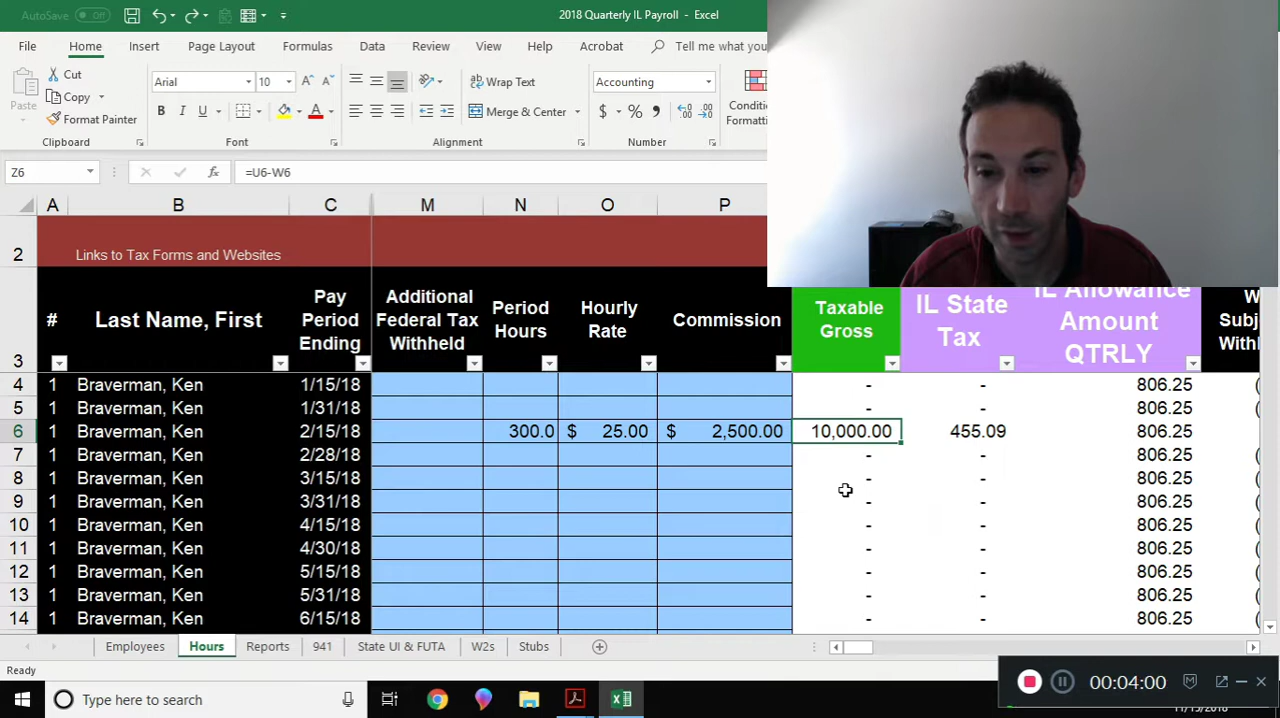 AutoSave Off 2018 Quarterly IL Payroll - Excel
File Home Insert Page Layout Formulas Data Review View Help Acrobat Tell me what you
Paste Cut Copy Format Painter Clipboard
Arial 10 B I U A Font
Wrap Text Merge & Center Alignment
Accounting $ % , Number
Conditi Formatting
Z6 fx =U6-W6
A B C M N O P
2 Links to Tax Forms and Websites
3 # Last Name, First Pay Period Ending Additional Federal Tax Withheld Period Hours Hourly Rate Commission Taxable Gross IL State Tax IL Allowance Amount QTRLY W Subj Withh
4 1 Braverman, Ken 1/15/18 - - 806.25 (
5 1 Braverman, Ken 1/31/18 - - 806.25 (
6 1 Braverman, Ken 2/15/18 300.0 $ 25.00 $ 2,500.00 10,000.00 455.09 806.25
7 1 Braverman, Ken 2/28/18 - - 806.25 (
8 1 Braverman, Ken 3/15/18 - - 806.25 (
9 1 Braverman, Ken 3/31/18 - - 806.25 (
10 1 Braverman, Ken 4/15/18 - - 806.25 (
11 1 Braverman, Ken 4/30/18 - - 806.25 (
12 1 Braverman, Ken 5/15/18 - - 806.25 (
13 1 Braverman, Ken 5/31/18 - - 806.25 (
14 1 Braverman, Ken 6/15/18 - - 806.25 (
Employees Hours Reports 941 State UI & FUTA W2s Stubs
Ready
00:04:00
Type here to search